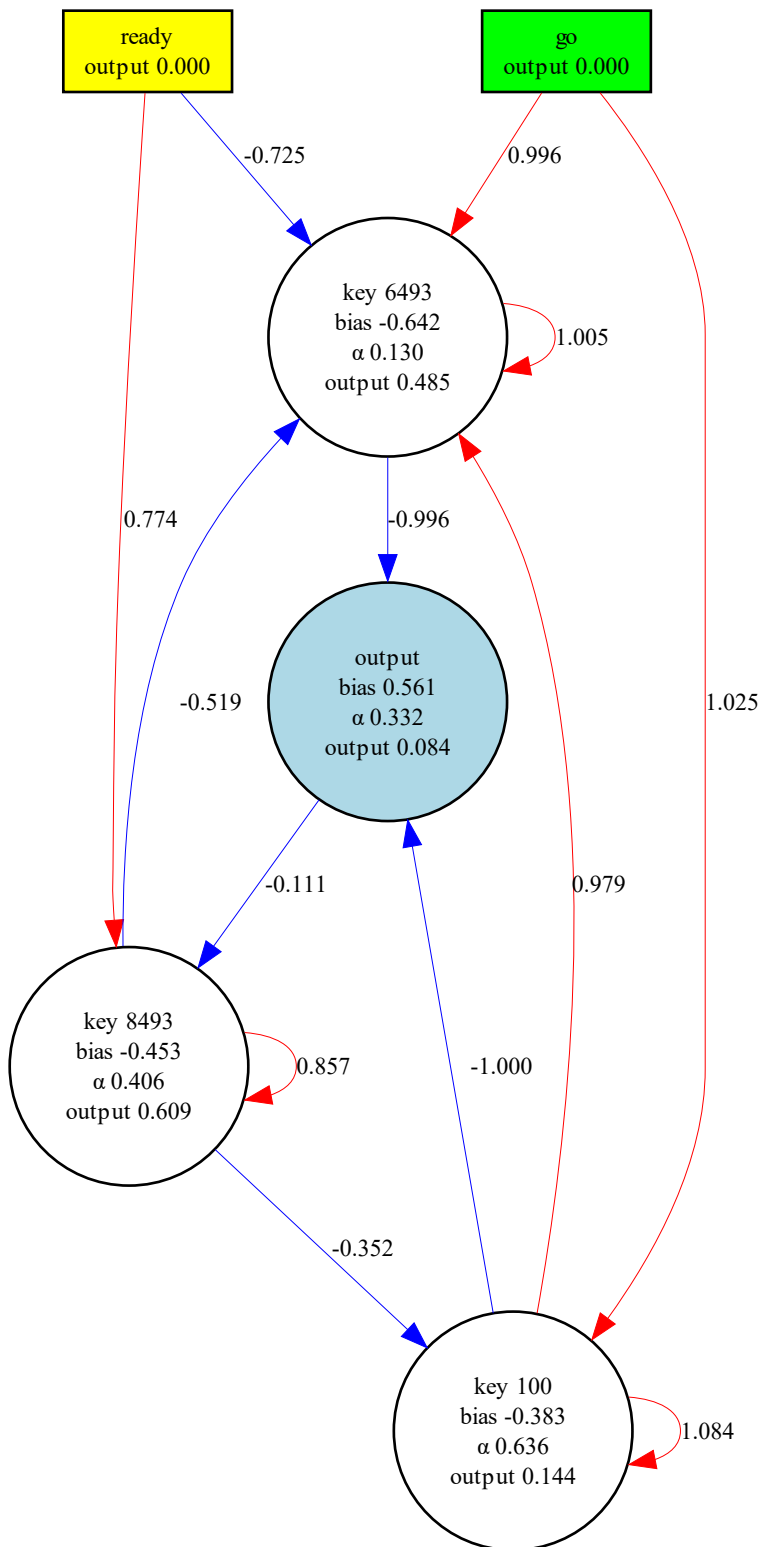 ready
output 0.000
go
output 0.000
-0.725
0.996
key 6493
bias -0.642
α 0.130
output 0.485
1.005
0.774
-0.996
output
bias 0.561
α 0.332
output 0.084
-0.519
1.025
-0.111
0.979
key 8493
bias -0.453
α 0.406
output 0.609
0.857
-1.000
-0.352
key 100
bias -0.383
α 0.636
output 0.144
1.084